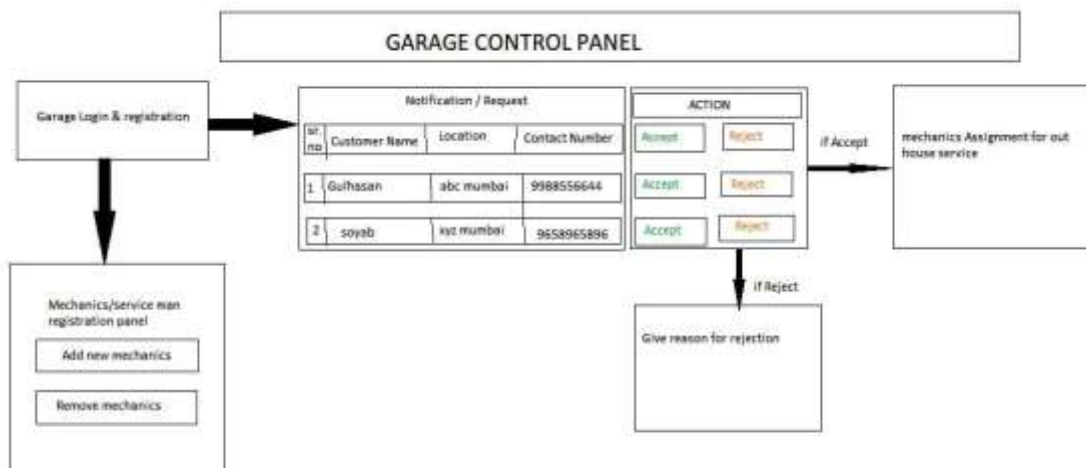 GARAGE CONTROL PANEL
Garage Login & registration
Notification / Request
sr. no Customer Name Location Contact Number
1 Gulhasan abc mumbai 9988556644
2 soyab xyz mumbai 9658965896
ACTION
Accept Reject
Accept Reject
Accept Reject
if Accept
mechanics Assignment for out
house service
if Reject
Give reason for rejection
Mechanics/service man
registration panel
Add new mechanics
Remove mechanics